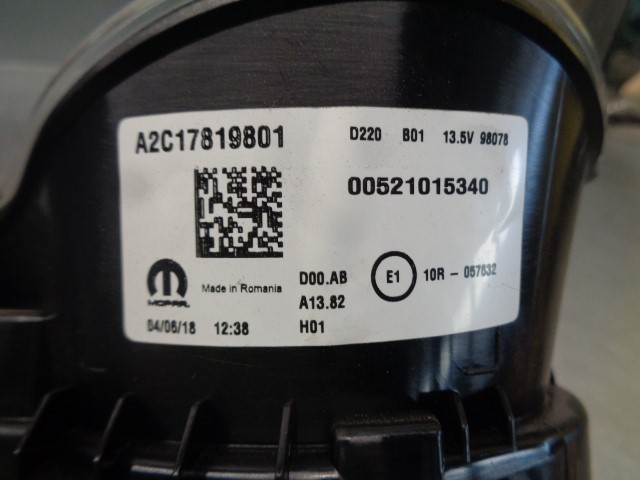 A2C17819801 D220 B01 13.5V 98078
00521015340
MOPAR Made in Romania D00.AB E1 10R - 057632
A13.82
04/06/18 12:38 H01